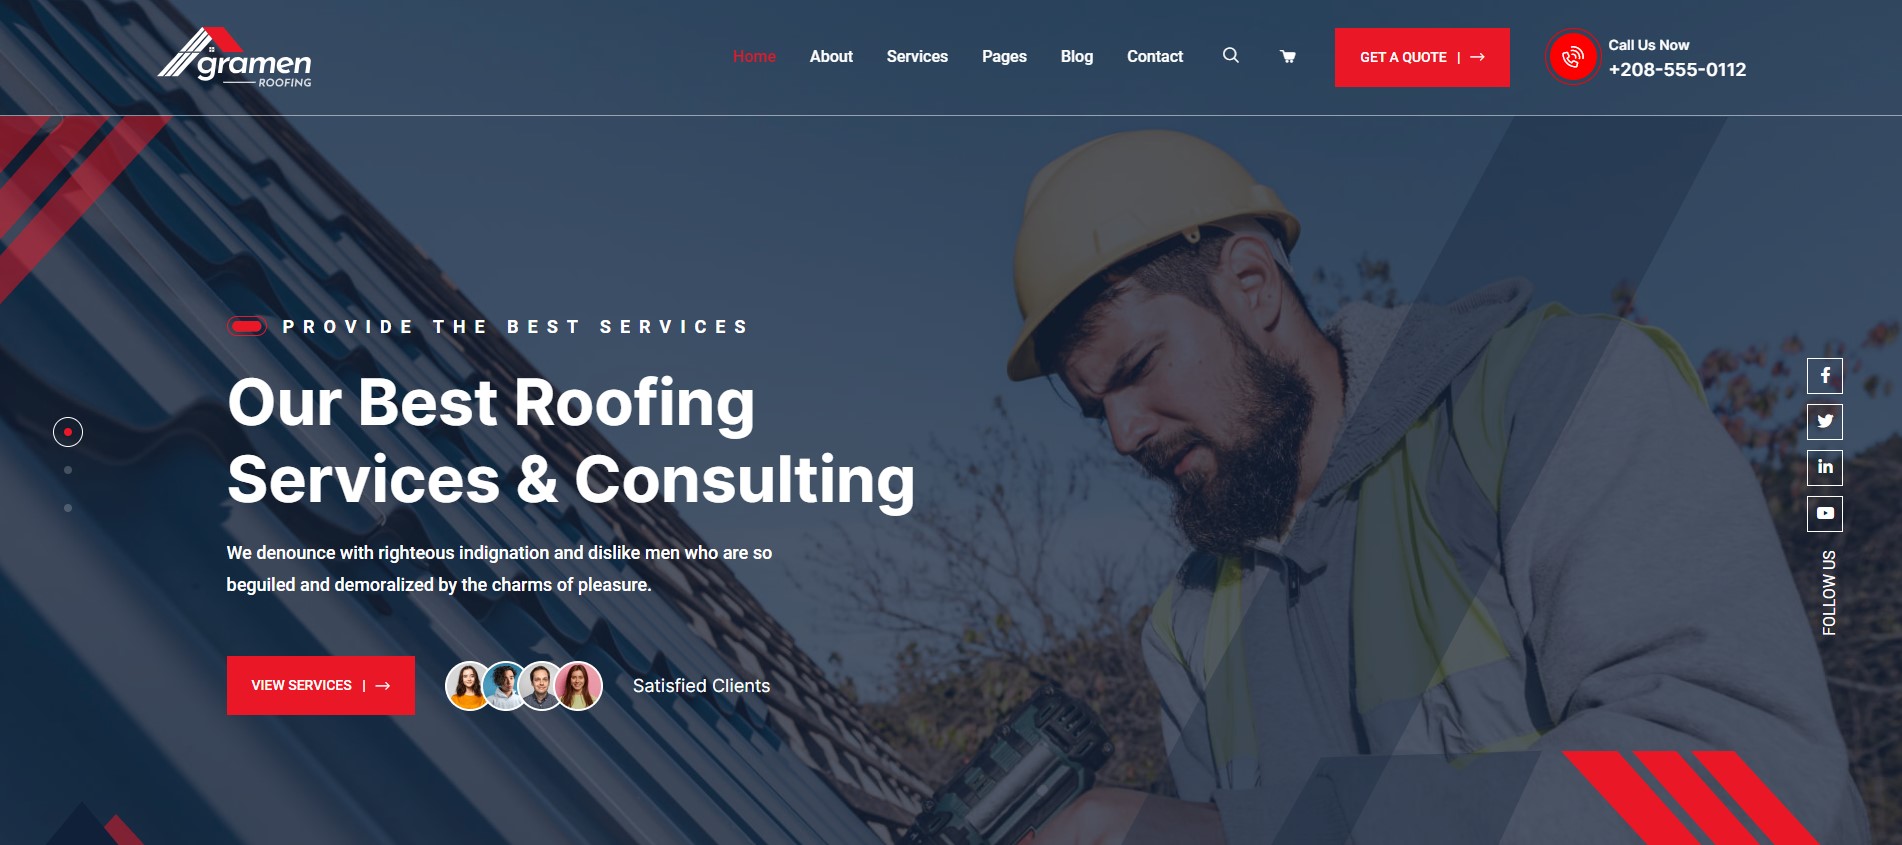 gramen
ROOFING
Home About Services Pages Blog Contact
GET A QUOTE | →
Call Us Now
+208-555-0112
PROVIDE THE BEST SERVICES
Our Best Roofing
Services & Consulting
We denounce with righteous indignation and dislike men who are so
beguiled and demoralized by the charms of pleasure.
VIEW SERVICES | →
Satisfied Clients
FOLLOW US